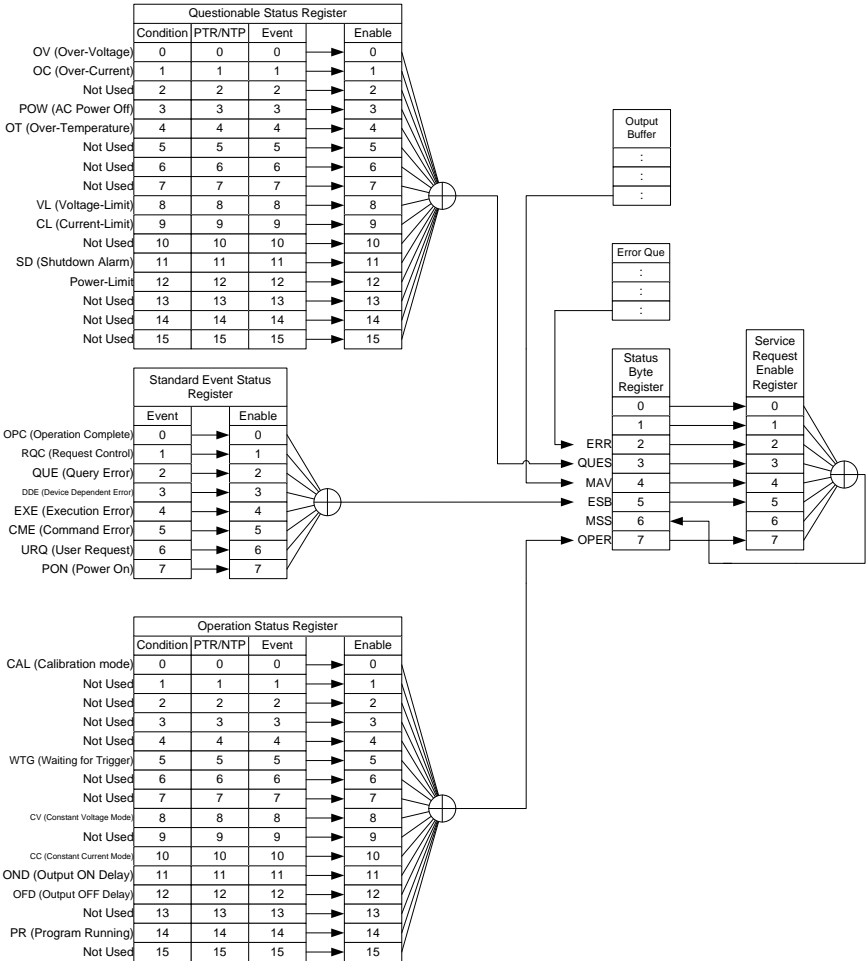 Questionable Status Register
Condition PTR/NTP Event Enable
OV (Over-Voltage) 0 0 0 0
OC (Over-Current) 1 1 1 1
Not Used 2 2 2 2
POW (AC Power Off) 3 3 3 3
OT (Over-Temperature) 4 4 4 4
Not Used 5 5 5 5
Not Used 6 6 6 6
Not Used 7 7 7 7
VL (Voltage-Limit) 8 8 8 8
CL (Current-Limit) 9 9 9 9
Not Used 10 10 10 10
SD (Shutdown Alarm) 11 11 11 11
Power-Limit 12 12 12 12
Not Used 13 13 13 13
Not Used 14 14 14 14
Not Used 15 15 15 15
Output
Buffer
:
:
:
Error Que
:
:
:
Standard Event Status
Register
Event Enable
OPC (Operation Complete) 0 0
RQC (Request Control) 1 1
QUE (Query Error) 2 2
DDE (Device Dependent Error) 3 3
EXE (Execution Error) 4 4
CME (Command Error) 5 5
URQ (User Request) 6 6
PON (Power On) 7 7
Status
Byte
Register
Service
Request
Enable
Register
0 0
1 1
ERR 2 2
QUES 3 3
MAV 4 4
ESB 5 5
MSS 6 6
OPER 7 7
Operation Status Register
Condition PTR/NTP Event Enable
CAL (Calibration mode) 0 0 0 0
Not Used 1 1 1 1
Not Used 2 2 2 2
Not Used 3 3 3 3
Not Used 4 4 4 4
WTG (Waiting for Trigger) 5 5 5 5
Not Used 6 6 6 6
Not Used 7 7 7 7
CV (Constant Voltage Mode) 8 8 8 8
Not Used 9 9 9 9
CC (Constant Current Mode) 10 10 10 10
OND (Output ON Delay) 11 11 11 11
OFD (Output OFF Delay) 12 12 12 12
Not Used 13 13 13 13
PR (Program Running) 14 14 14 14
Not Used 15 15 15 15